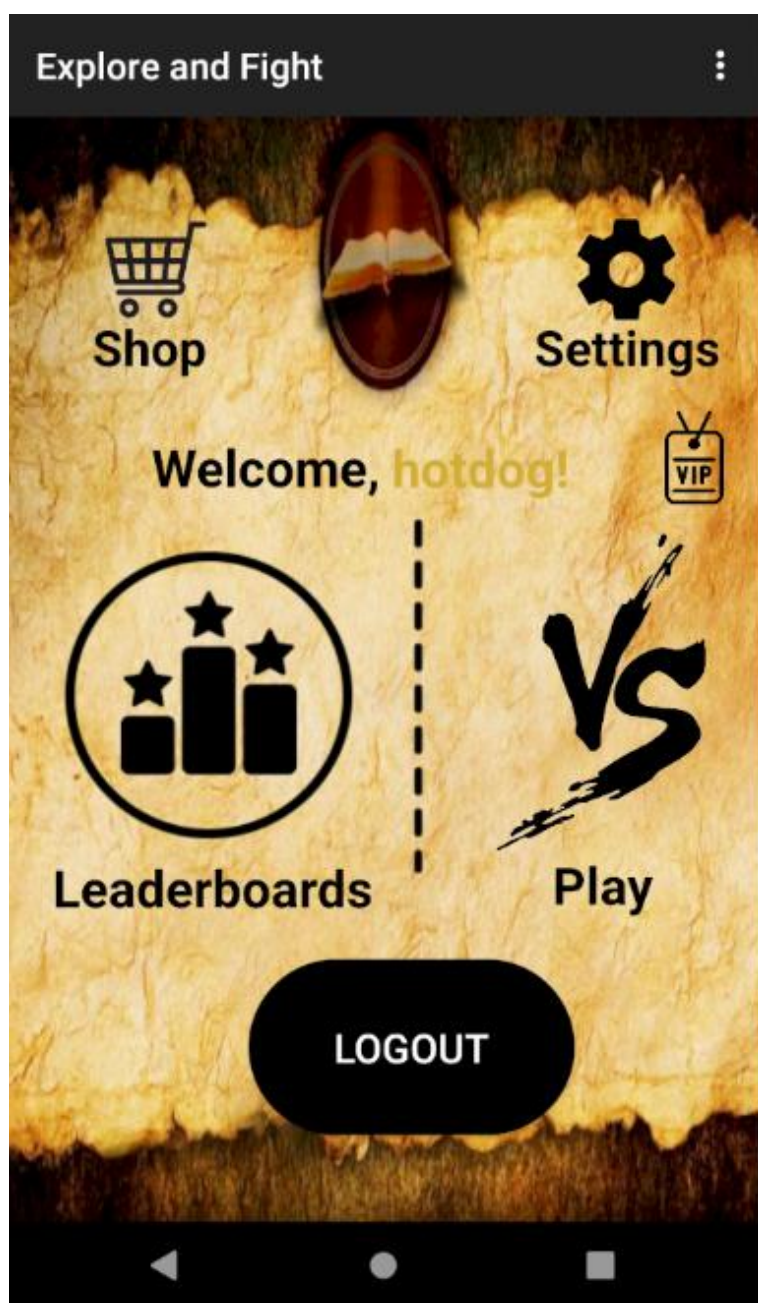 Explore and Fight
Shop
Settings
Welcome, hotdog!
VIP
VS
Leaderboards
Play
LOGOUT